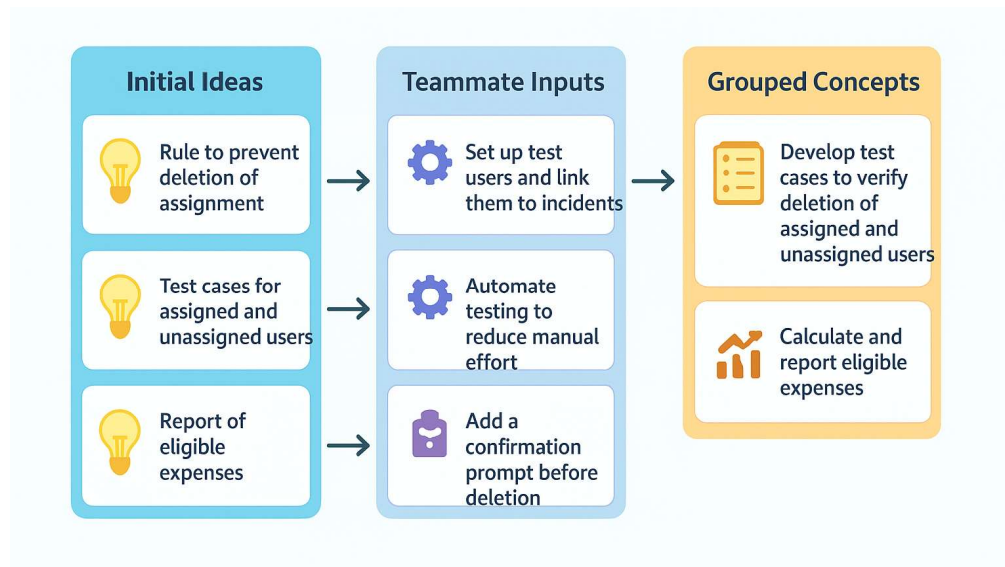 Initial Ideas
Rule to prevent
deletion of
assignment
Test cases for
assigned and
unassigned users
Report of
eligible
expenses
Teammate Inputs
Set up test
users and link
them to incidents
Automate
testing to
reduce manual
effort
Add a
confirmation
prompt before
deletion
Grouped Concepts
Develop test
cases to verify
deletion of
assigned and
unassigned users
Calculate and
report eligible
expenses